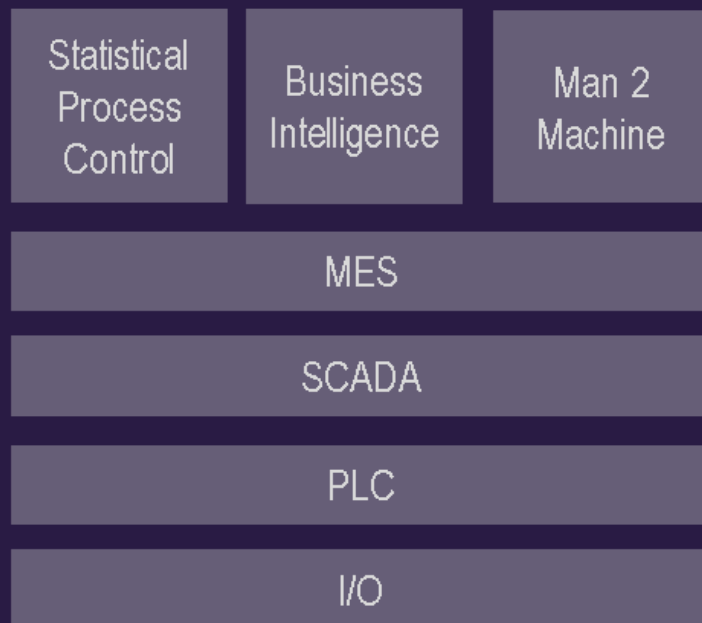 Statistical
Process
Control
Business
Intelligence
Man 2
Machine
MES
SCADA
PLC
I/O